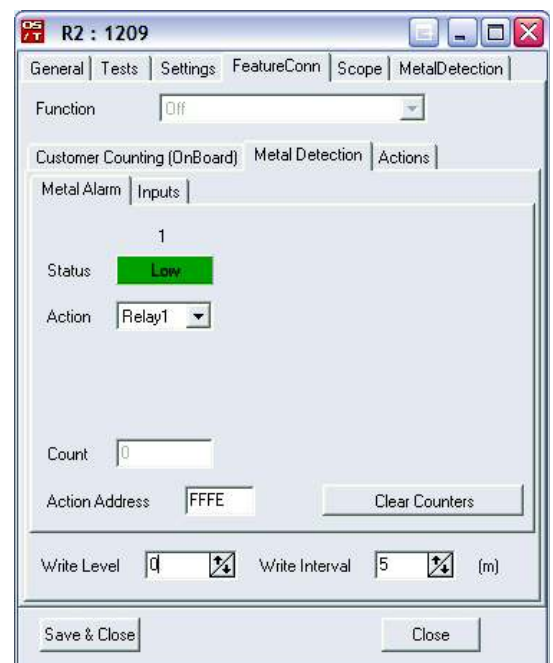 OS
/T
R2 : 1209
General Tests Settings FeatureConn Scope MetalDetection
Function Off
Customer Counting (OnBoard) Metal Detection Actions
Metal Alarm Inputs
1
Status Low
Action Relay1
Count 0
Action Address FFFE Clear Counters
Write Level 0 Write Interval 5 (m)
Save & Close Close